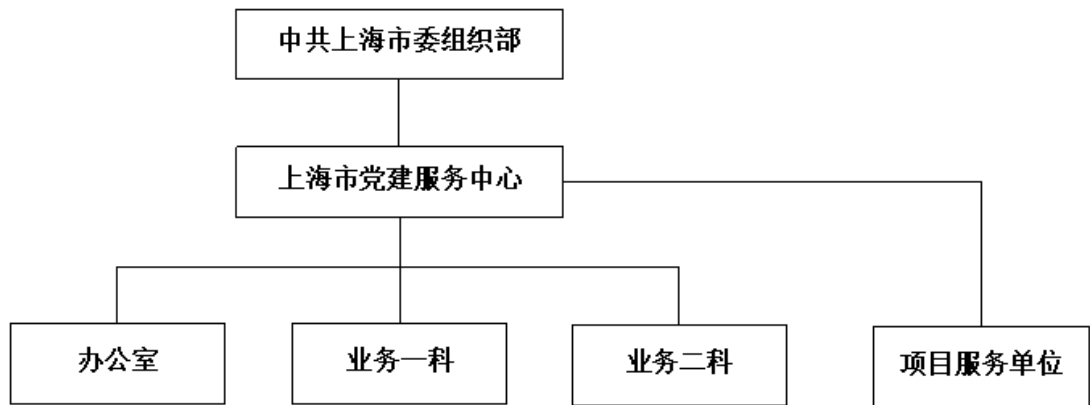 中共上海市委组织部
上海市党建服务中心
办公室
业务一科
业务二科
项目服务单位